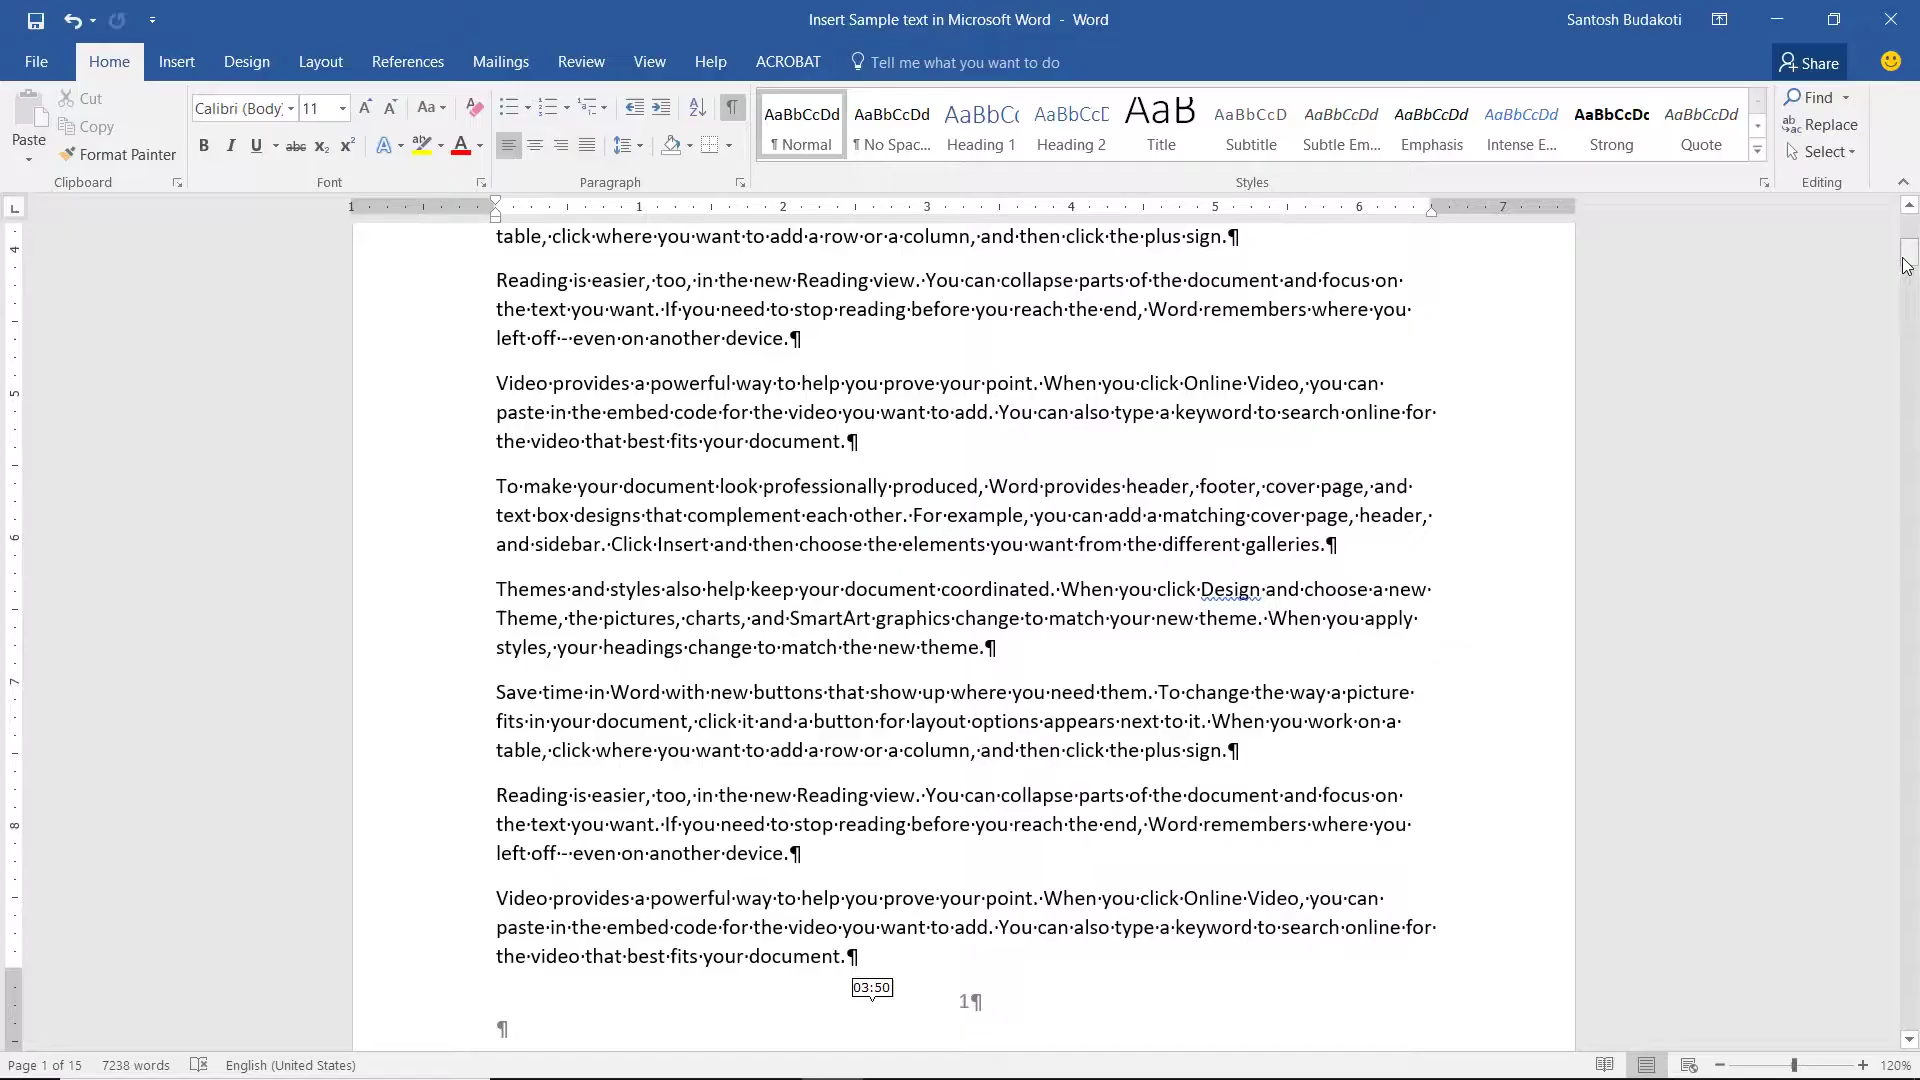 Insert Sample text in Microsoft Word - Word
Santosh Budakoti
File
Home
Insert
Design
Layout
References
Mailings
Review
View
Help
ACROBAT
Tell me what you want to do
Share
Paste
Cut
Copy
Format Painter
Clipboard
Calibri (Body)
11
Aa
B I U abc X2 X2 A A
Font
Paragraph
AaBbCcDd
¶ Normal
AaBbCcDd
¶ No Spac...
AaBbCc
Heading 1
AaBbCcD
Heading 2
AaB
Title
AaBbCcD
Subtitle
AaBbCcDd
Subtle Em...
AaBbCcDd
Emphasis
AaBbCcDd
Intense E...
AaBbCcDc
Strong
AaBbCcDd
Quote
Styles
Find
Replace
Select
Editing
1 1 2 3 4 5 6 7
table, click where you want to add a row or a column, and then click the plus sign.¶
Reading is easier, too, in the new Reading view. You can collapse parts of the document and focus on
the text you want. If you need to stop reading before you reach the end, Word remembers where you
left off - even on another device.¶
Video provides a powerful way to help you prove your point. When you click Online Video, you can
paste in the embed code for the video you want to add. You can also type a keyword to search online for
the video that best fits your document.¶
To make your document look professionally produced, Word provides header, footer, cover page, and
text box designs that complement each other. For example, you can add a matching cover page, header,
and sidebar. Click Insert and then choose the elements you want from the different galleries.¶
Themes and styles also help keep your document coordinated. When you click Design and choose a new
Theme, the pictures, charts, and SmartArt graphics change to match your new theme. When you apply
styles, your headings change to match the new theme.¶
Save time in Word with new buttons that show up where you need them. To change the way a picture
fits in your document, click it and a button for layout options appears next to it. When you work on a
table, click where you want to add a row or a column, and then click the plus sign.¶
Reading is easier, too, in the new Reading view. You can collapse parts of the document and focus on
the text you want. If you need to stop reading before you reach the end, Word remembers where you
left off - even on another device.¶
Video provides a powerful way to help you prove your point. When you click Online Video, you can
paste in the embed code for the video you want to add. You can also type a keyword to search online for
the video that best fits your document.¶
03:50
1¶
¶
4
5
6
7
8
Page 1 of 15
7238 words
English (United States)
120%